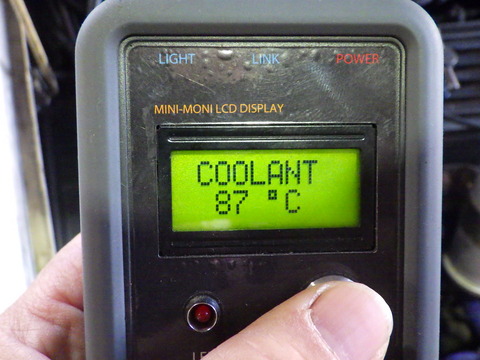 LIGHT LINK POWER
MINI-MONI LCD DISPLAY
COOLANT
87 °C